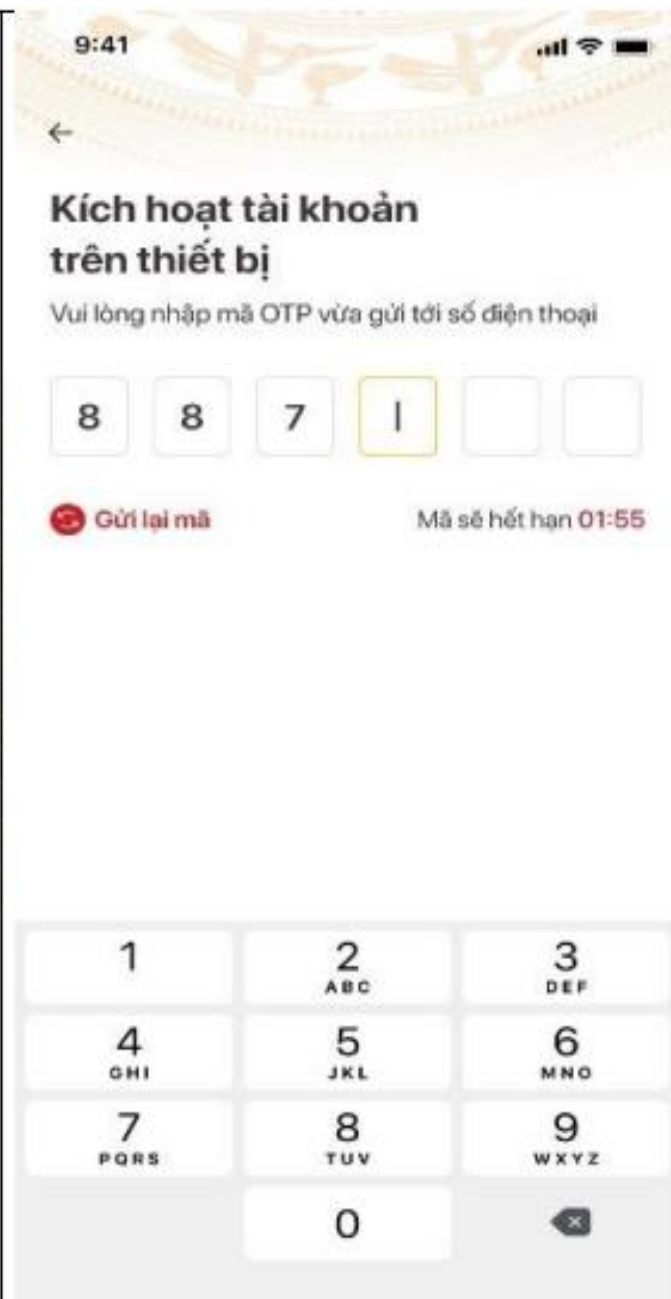 9:41
Kích hoạt tài khoản
trên thiết bị
Vui lòng nhập mã OTP vừa gửi tới số điện thoại
8 8 7
Gửi lại mã Mã sẽ hết hạn 01:55
1 2 3
ABC DEF
4 5 6
GHI JKL MNO
7 8 9
PQRS TUV WXYZ
0